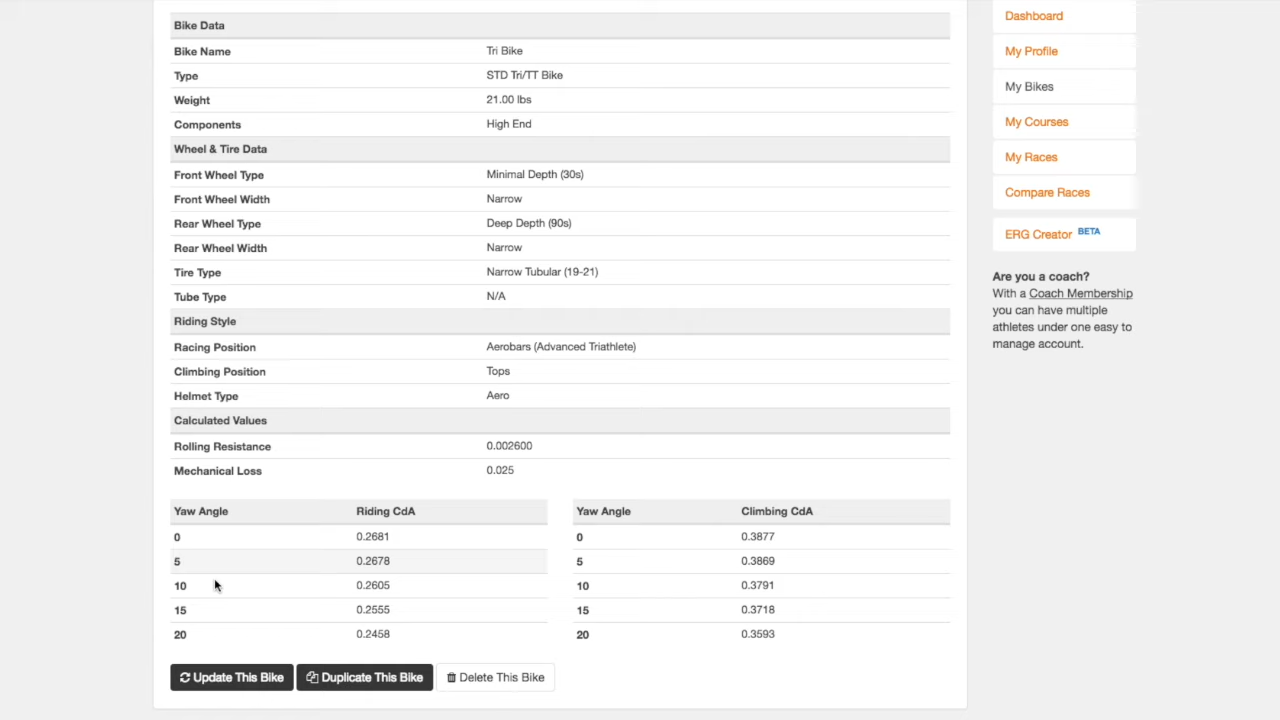 Bike Data
Bike Name Tri Bike
Type STD Tri/TT Bike
Weight 21.00 lbs
Components High End
Wheel & Tire Data
Front Wheel Type Minimal Depth (30s)
Front Wheel Width Narrow
Rear Wheel Type Deep Depth (90s)
Rear Wheel Width Narrow
Tire Type Narrow Tubular (19-21)
Tube Type N/A
Riding Style
Racing Position Aerobars (Advanced Triathlete)
Climbing Position Tops
Helmet Type Aero
Calculated Values
Rolling Resistance 0.002600
Mechanical Loss 0.025
Yaw Angle Riding CdA
0 0.2681
5 0.2678
10 0.2605
15 0.2555
20 0.2458
Yaw Angle Climbing CdA
0 0.3877
5 0.3869
10 0.3791
15 0.3718
20 0.3593
Update This Bike Duplicate This Bike Delete This Bike
Dashboard
My Profile
My Bikes
My Courses
My Races
Compare Races
ERG Creator BETA
Are you a coach?
With a Coach Membership
you can have multiple
athletes under one easy to
manage account.